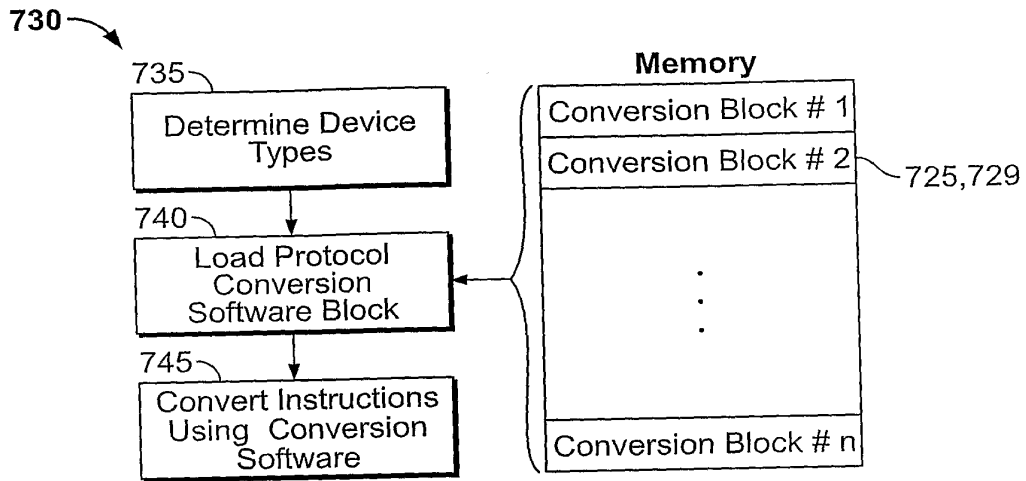 730
735
Determine Device
Types
740
Load Protocol
Conversion
Software Block
745
Convert Instructions
Using Conversion
Software
Memory
Conversion Block # 1
Conversion Block # 2
725,729
Conversion Block # n